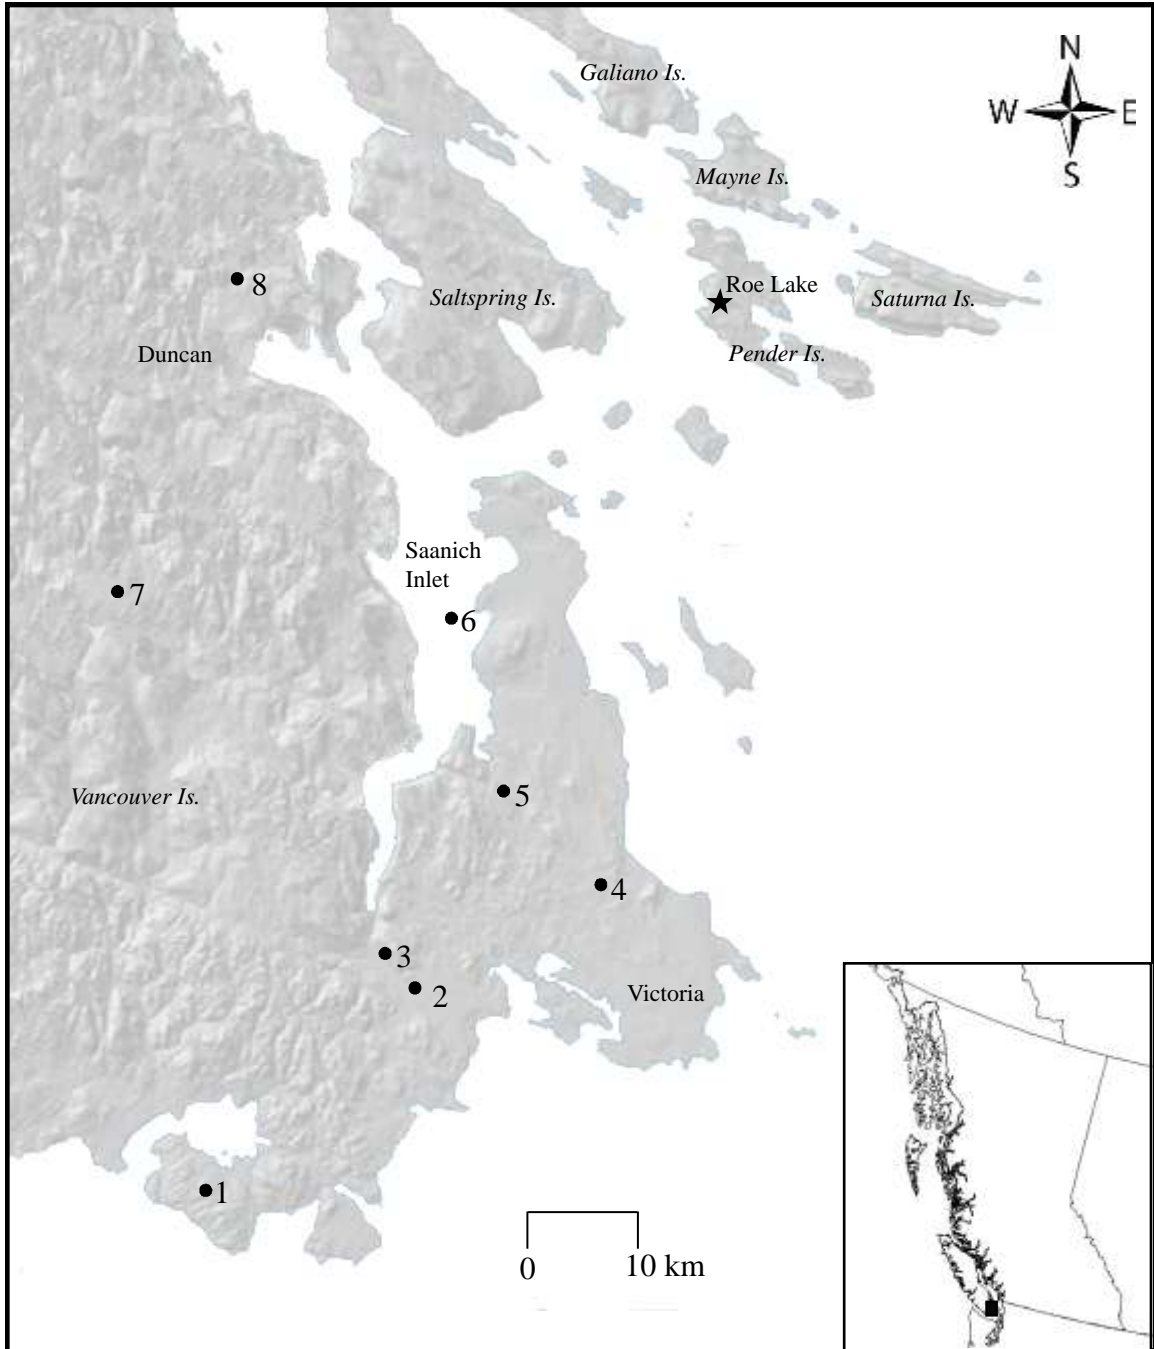 Galiano Is.
N
W E
S
Mayne Is.
8
Saltspring Is.
Roe Lake
Saturna Is.
Duncan
Pender Is.
Saanich
Inlet
7
6
Vancouver Is.
5
4
3
2
Victoria
1
0 10 km